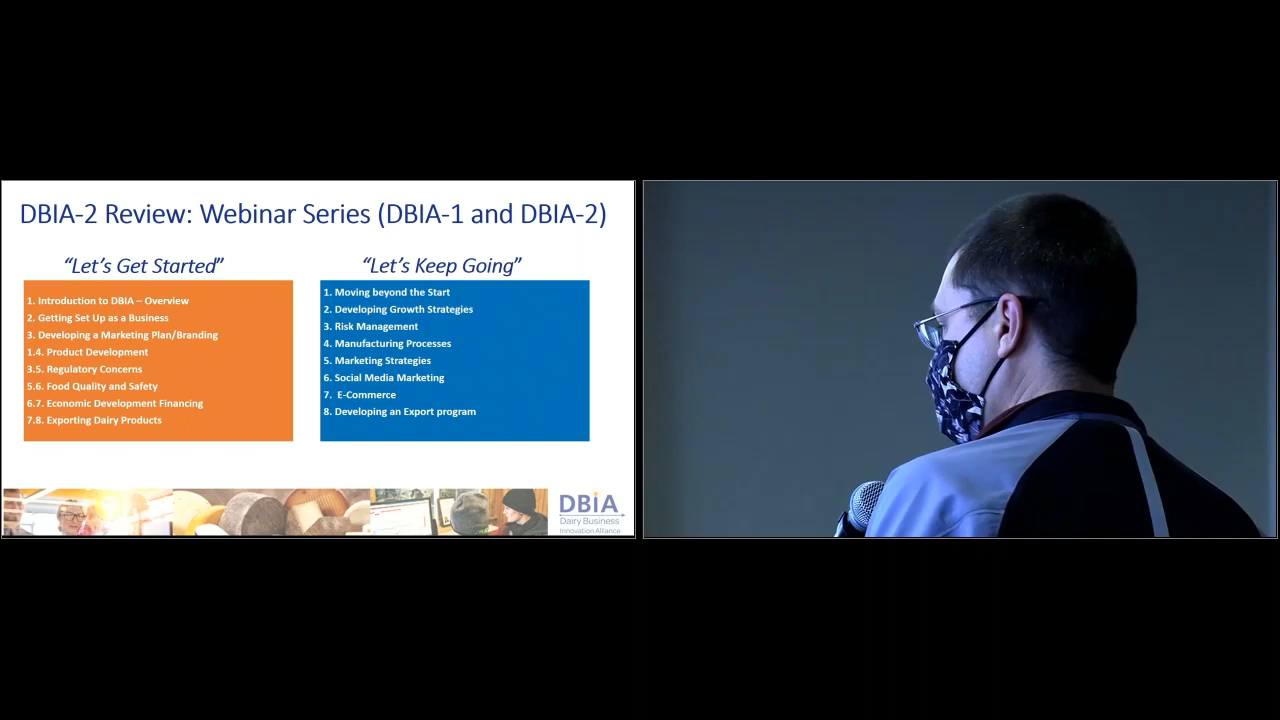 DBIA-2 Review: Webinar Series (DBIA-1 and DBIA-2)
“Let’s Get Started”
1. Introduction to DBIA – Overview
2. Getting Set Up as a Business
3. Developing a Marketing Plan/Branding
1.4. Product Development
3.5. Regulatory Concerns
5.6. Food Quality and Safety
6.7. Economic Development Financing
7.8. Exporting Dairy Products
“Let’s Keep Going”
1. Moving beyond the Start
2. Developing Growth Strategies
3. Risk Management
4. Manufacturing Processes
5. Marketing Strategies
6. Social Media Marketing
7. E-Commerce
8. Developing an Export program
DBiA
Dairy Business
Innovation Alliance